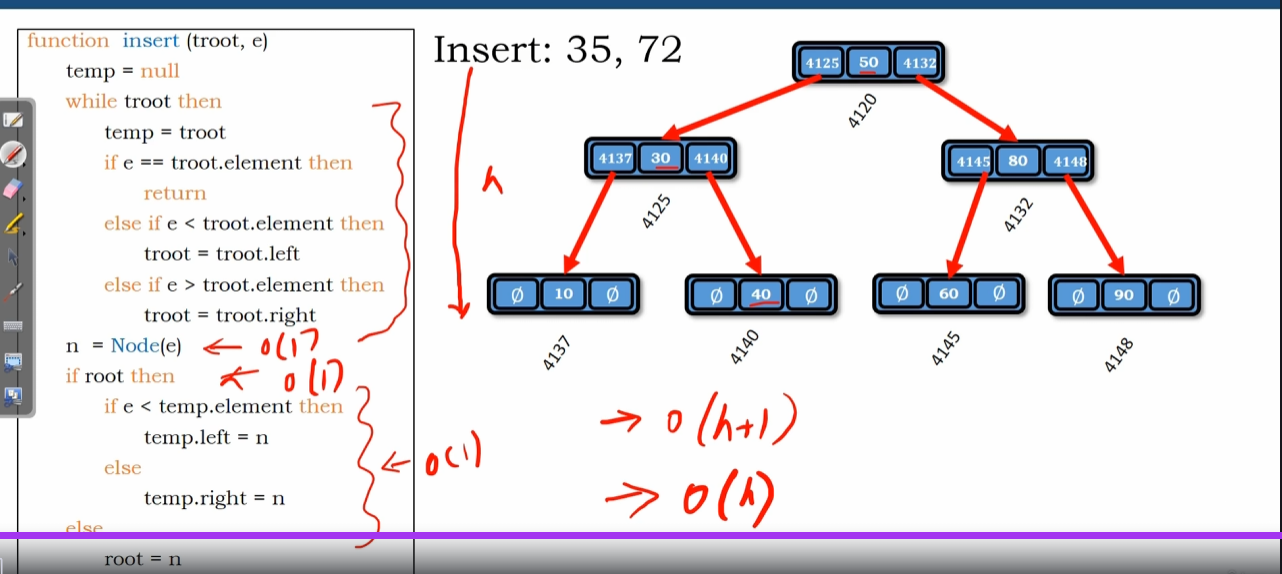 function insert (troot, e)
temp = null
while troot then
temp = troot
if e == troot.element then
return
else if e < troot.element then
troot = troot.left
else if e > troot.element then
troot = troot.right
n = Node(e) ← O(1)
if root then ← O(1)
if e < temp.element then
temp.left = n
else
temp.right = n
← O(1)
else
root = n
Insert: 35, 72
h
4125 50 4132
4120
4137 30 4140
4125
4145 80 4148
4132
∅ 10 ∅
4137
∅ 40 ∅
4140
∅ 60 ∅
4145
∅ 90 ∅
4148
→ O(h+1)
→ O(h)